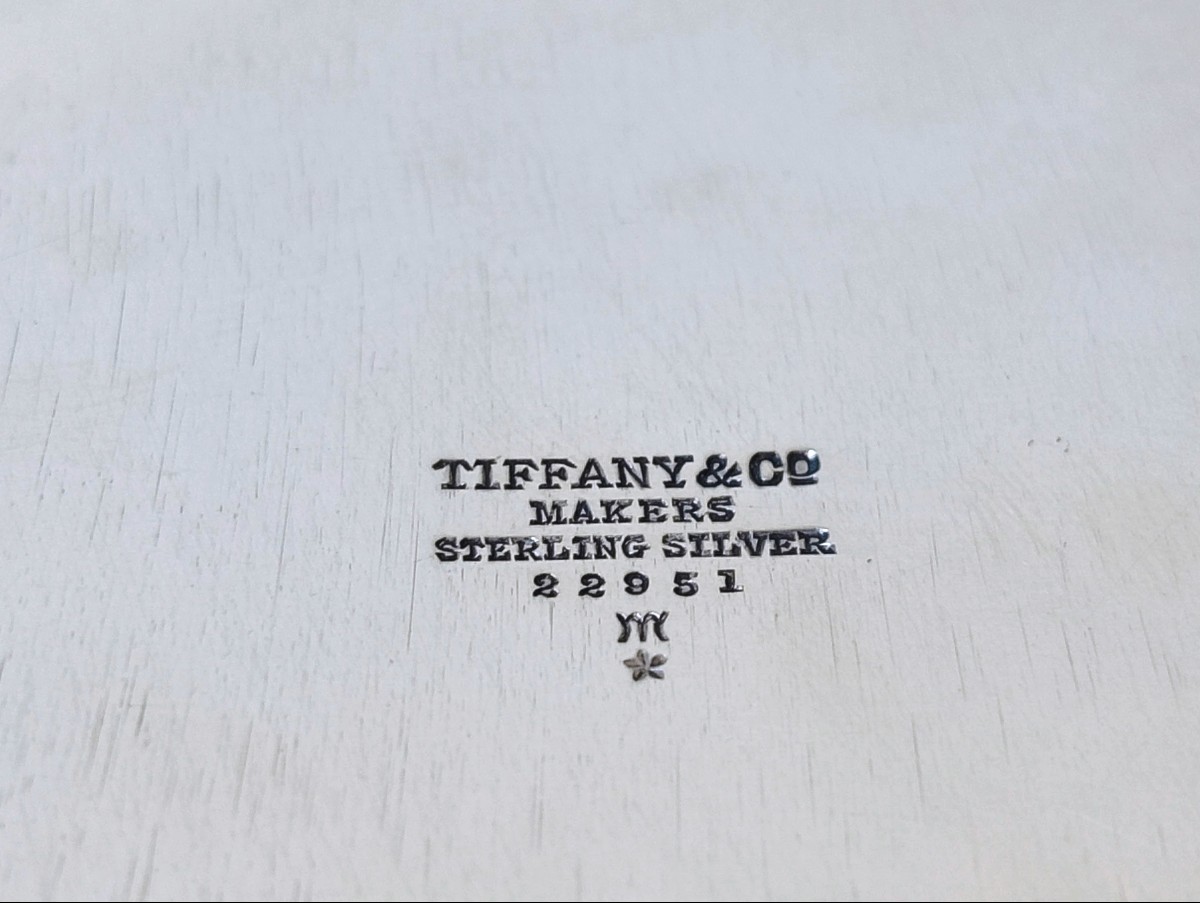 TIFFANY & Co
MAKERS
STERLING SILVER
22951
M